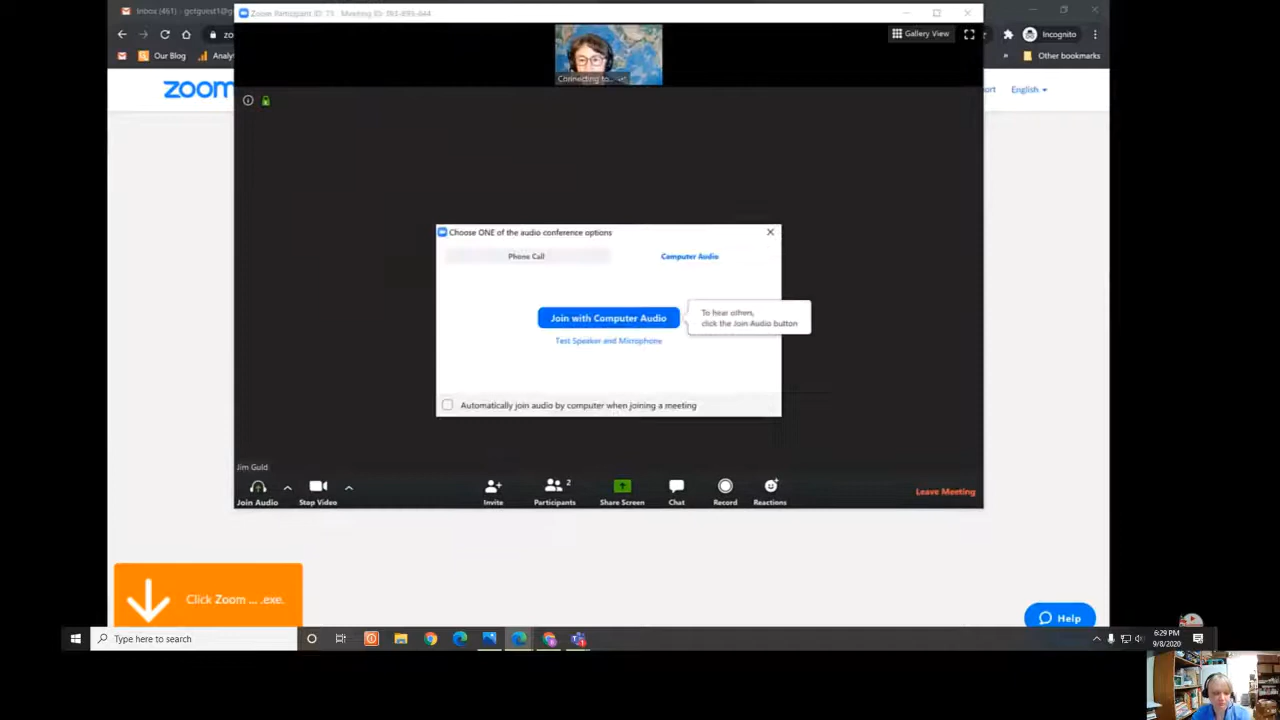 Inbox (461)
Zoom Participant ID: 73 Meeting ID:
Gallery View
Incognito
Our Blog
Other bookmarks
Connecting to...
zoom
English
Choose ONE of the audio conference options
Phone Call
Computer Audio
Join with Computer Audio
To hear others,
click the Join Audio button
Test Speaker and Microphone
Automatically join audio by computer when joining a meeting
Jim Guld
2
Join Audio
Stop Video
Invite
Participants
Share Screen
Chat
Record
Reactions
Leave Meeting
Click Zoom ... .exe.
Help
Type here to search
6:29 PM
9/8/2020